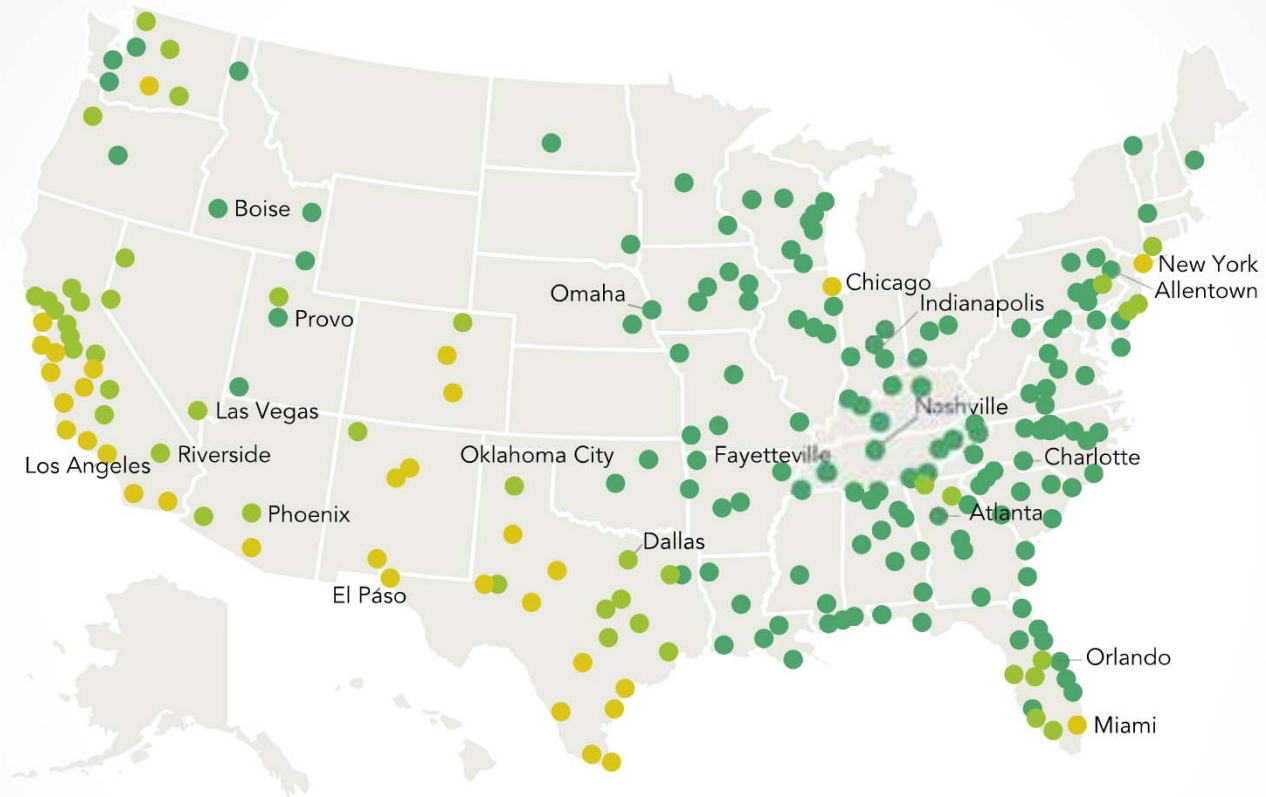 Boise
Chicago
New York
Allentown
Omaha
Indianapolis
Provo
Nashville
Las Vegas
Oklahoma City
Fayetteville
Charlotte
Los Angeles
Riverside
Phoenix
Atlanta
Dallas
El Páso
Orlando
Miami